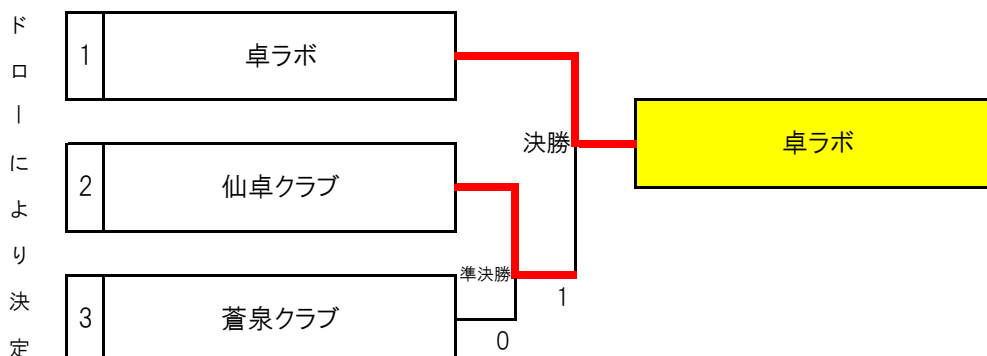 ドローにより決定
1 卓ラボ
決勝
卓ラボ
2 仙卓クラブ
準決勝
1
3 蒼泉クラブ
0